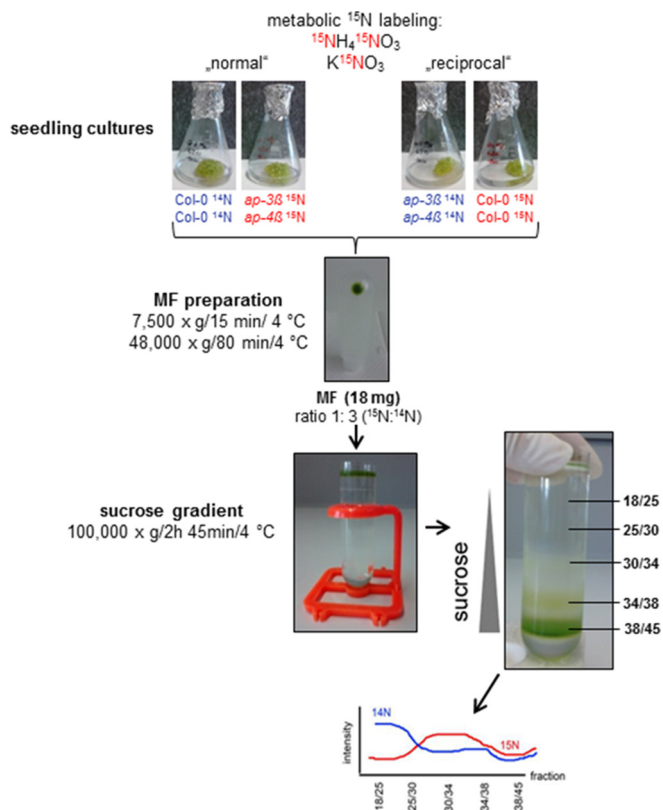 metabolic ¹⁵N labeling:
¹⁵NH₄¹⁵NO₃
K¹⁵NO₃
„normal“
„reciprocal“
seedling cultures
Col-0 ¹⁴N
Col-0 ¹⁴N
ap-3ß ¹⁵N
ap-4ß ¹⁵N
ap-3ß ¹⁴N
ap-4ß ¹⁴N
Col-0 ¹⁵N
Col-0 ¹⁵N
MF preparation
7,500 x g/15 min/ 4 °C
48,000 x g/80 min/4 °C
MF (18 mg)
ratio 1: 3 (¹⁵N:¹⁴N)
sucrose gradient
100,000 x g/2h 45min/4 °C
sucrose
18/25
25/30
30/34
34/38
38/45
14N
15N
intensity
fraction
18/25
25/30
30/34
34/38
38/45